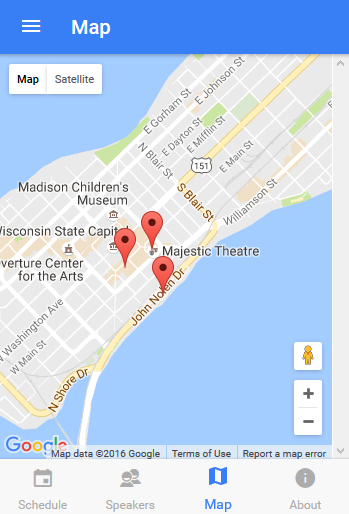 Map
Map Satellite
E Gorham St
E Johnson St
E Dayton St
E Mifflin St
N Blair St
E Main St
151
S Blair St
Williamson St
Madison Children's
Museum
Wisconsin State Capitol
Majestic Theatre
Overture Center
for the Arts
John Nolen Dr
W Washington Ave
W Main St
N Shore Dr
Google
Map data ©2016 Google Terms of Use Report a map error
Schedule Speakers Map About